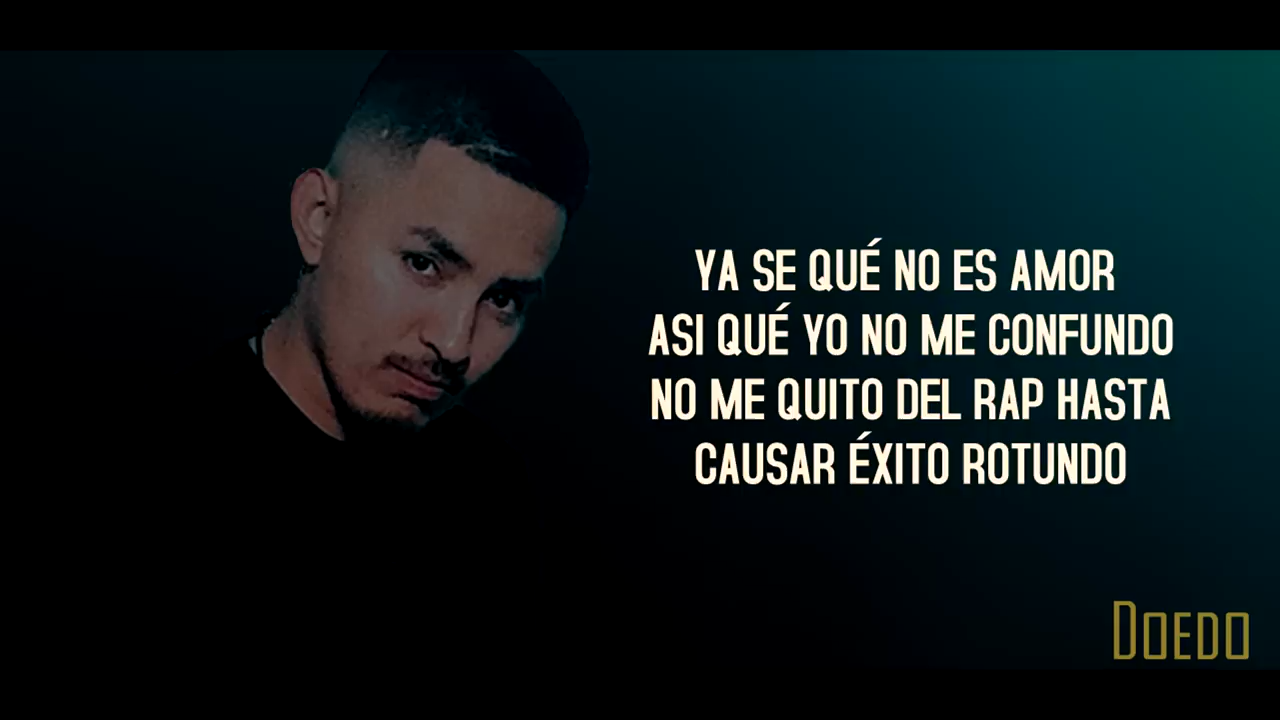 YA SE QUÉ NO ES AMOR
ASI QUÉ YO NO ME CONFUNDO
NO ME QUITO DEL RAP HASTA
CAUSAR ÉXITO ROTUNDO
DOEDO